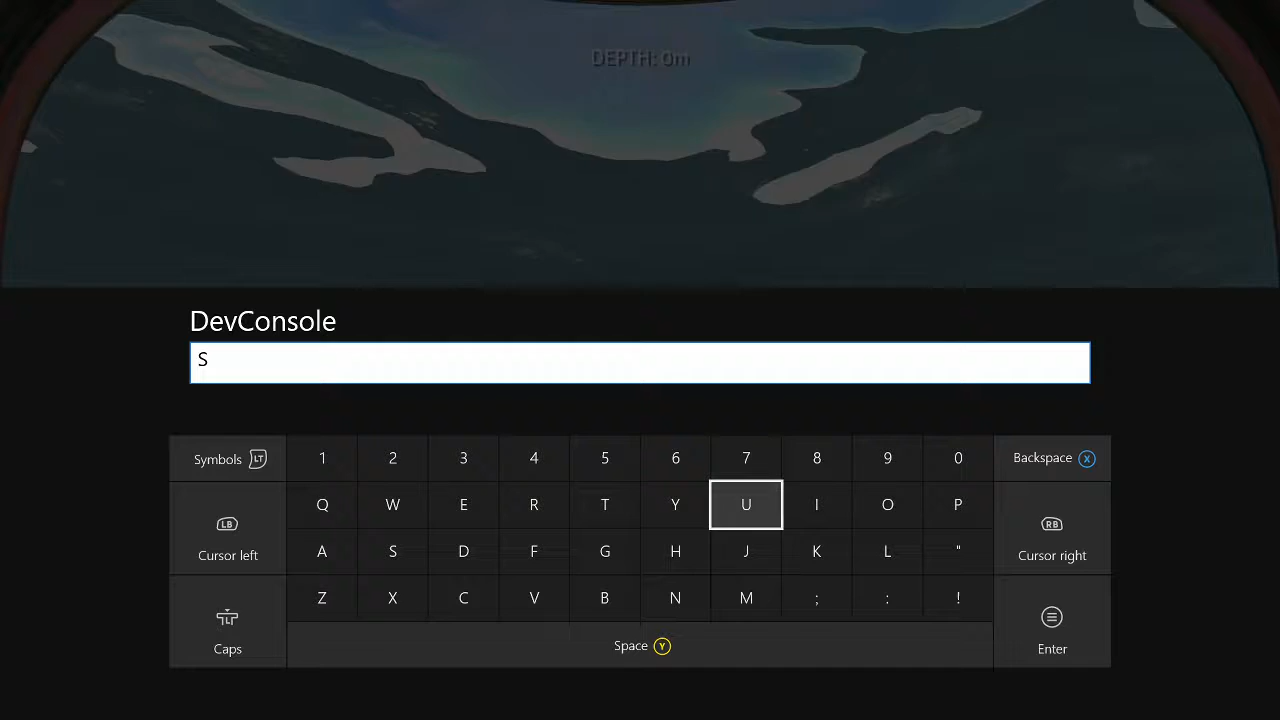 DEPTH: 0m
DevConsole
S
Symbols LT 1 2 3 4 5 6 7 8 9 0 Backspace X
Q W E R T Y U I O P
LB RB
Cursor left A S D F G H J K L " Cursor right
Z X C V B N M ; : !
LT
Caps Space Y Enter